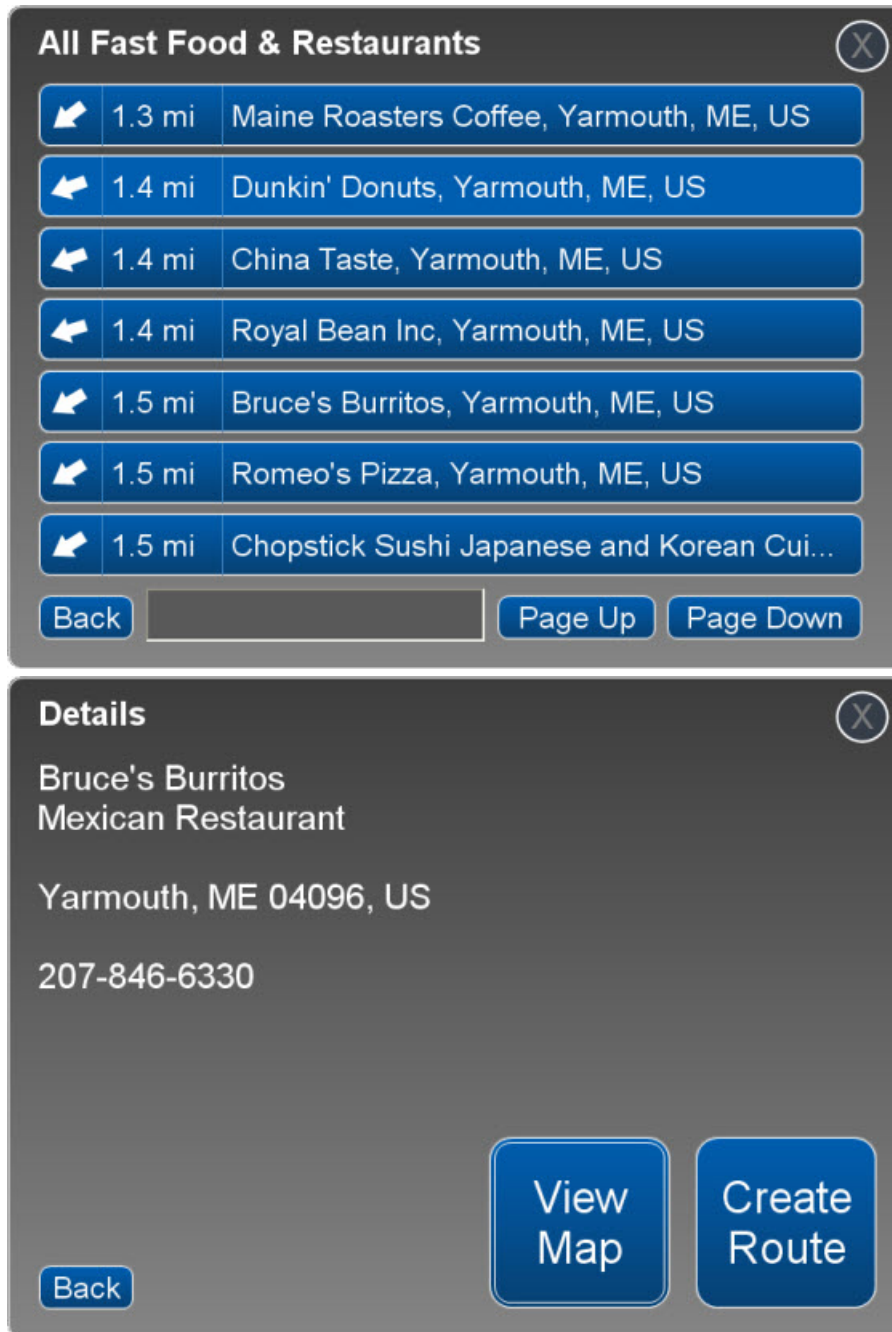 All Fast Food & Restaurants
X
1.3 mi Maine Roasters Coffee, Yarmouth, ME, US
1.4 mi Dunkin' Donuts, Yarmouth, ME, US
1.4 mi China Taste, Yarmouth, ME, US
1.4 mi Royal Bean Inc, Yarmouth, ME, US
1.5 mi Bruce's Burritos, Yarmouth, ME, US
1.5 mi Romeo's Pizza, Yarmouth, ME, US
1.5 mi Chopstick Sushi Japanese and Korean Cui...
Back Page Up Page Down
Details
X
Bruce's Burritos
Mexican Restaurant
Yarmouth, ME 04096, US
207-846-6330
View
Map
Create
Route
Back